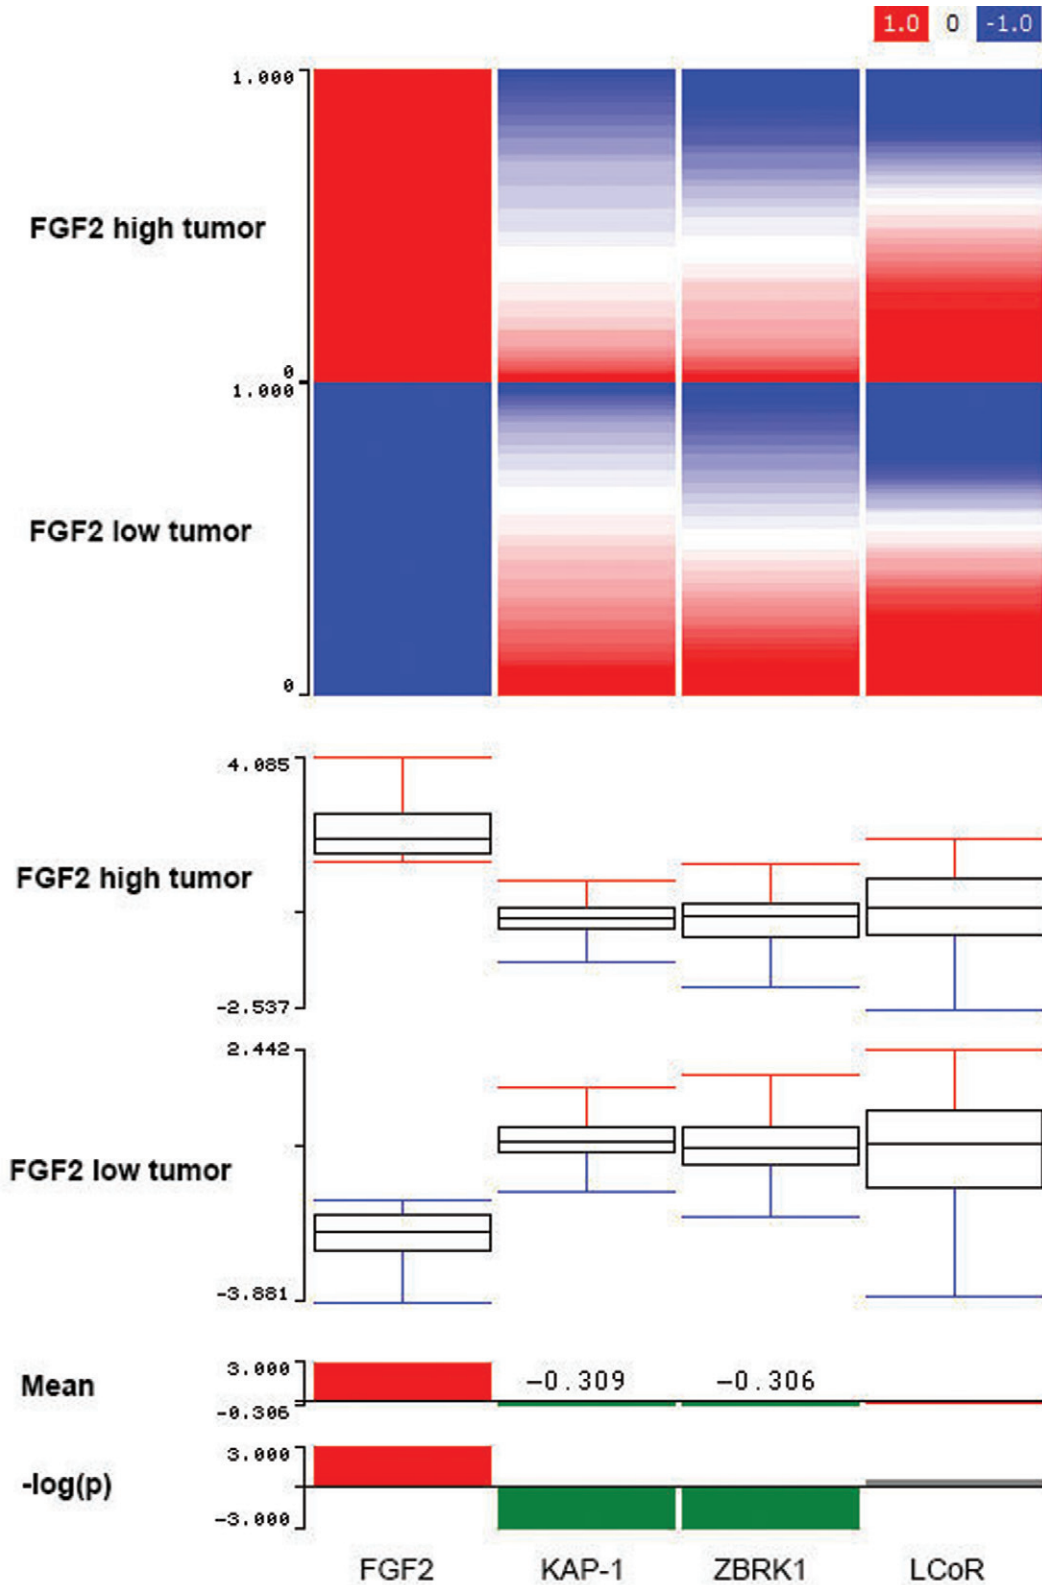 1.0 0 -1.0
1.000
FGF2 high tumor
0
1.000
FGF2 low tumor
0
4.085
FGF2 high tumor
-2.537
2.442
FGF2 low tumor
-3.881
Mean
3.000
-0.309
-0.306
-0.306
-log(p)
3.000
-3.000
FGF2 KAP-1 ZBRK1 LCoR